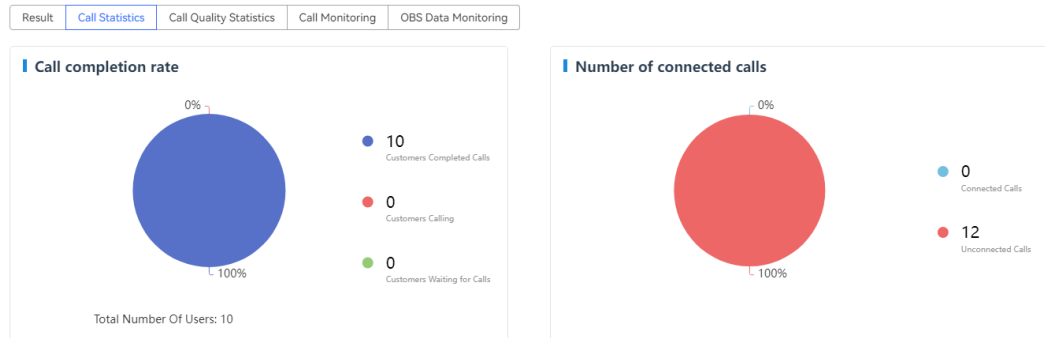 Result Call Statistics Call Quality Statistics Call Monitoring OBS Data Monitoring
Call completion rate
0%
10
Customers Completed Calls
0
Customers Calling
0
Customers Waiting for Calls
100%
Total Number Of Users: 10
Number of connected calls
0%
0
Connected Calls
12
Unconnected Calls
100%